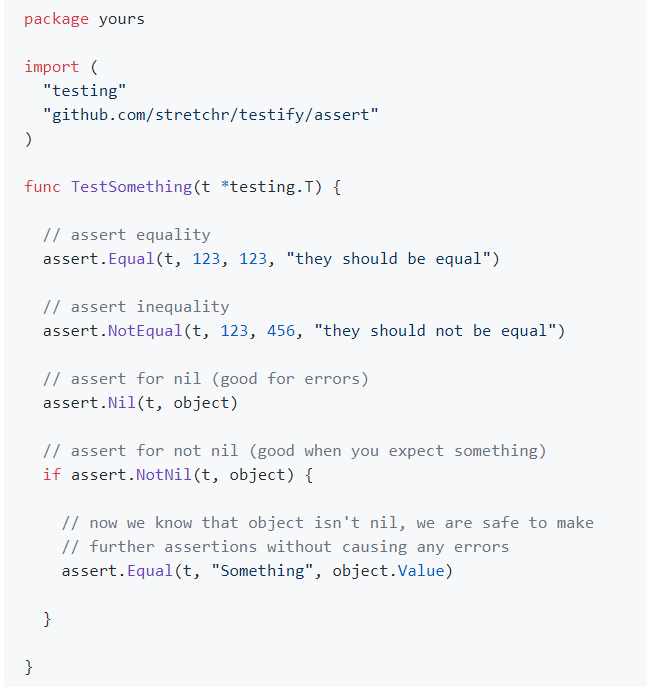 package yours
import (
"testing"
"github.com/stretchr/testify/assert"
)
func TestSomething(t *testing.T) {
// assert equality
assert.Equal(t, 123, 123, "they should be equal")
// assert inequality
assert.NotEqual(t, 123, 456, "they should not be equal")
// assert for nil (good for errors)
assert.Nil(t, object)
// assert for not nil (good when you expect something)
if assert.NotNil(t, object) {
// now we know that object isn't nil, we are safe to make
// further assertions without causing any errors
assert.Equal(t, "Something", object.Value)
}
}